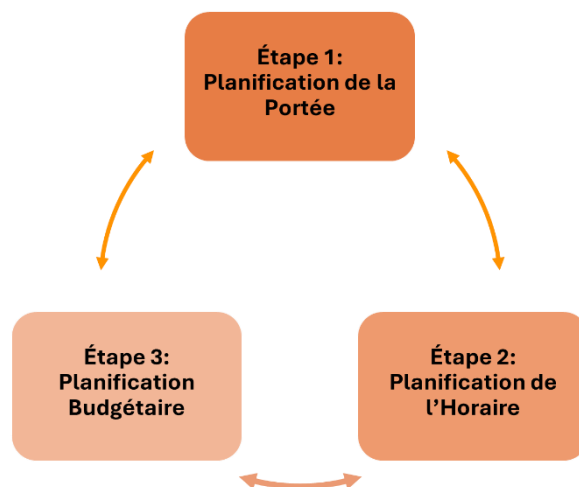 Étape 1:
Planification de la
Portée
Étape 3:
Planification
Budgétaire
Étape 2:
Planification de
l’Horaire